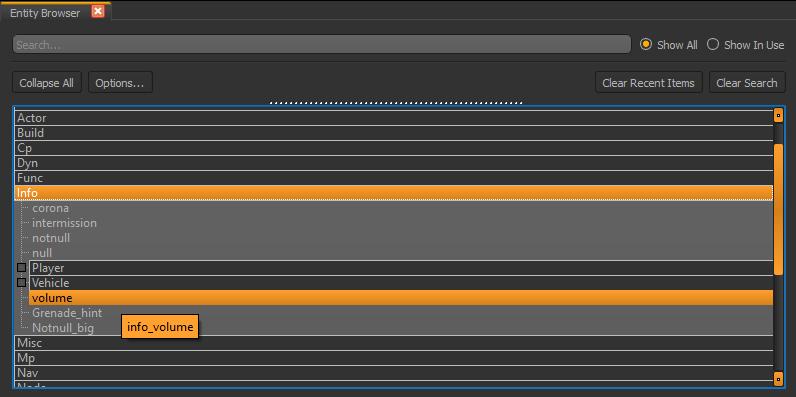 Entity Browser
Search...
Show All
Show In Use
Collapse All
Options...
Clear Recent Items
Clear Search
Actor
Build
Cp
Dyn
Func
Info
corona
intermission
notnull
null
Player
Vehicle
volume
Grenade_hint
Notnull_big
info_volume
Misc
Mp
Nav
Node